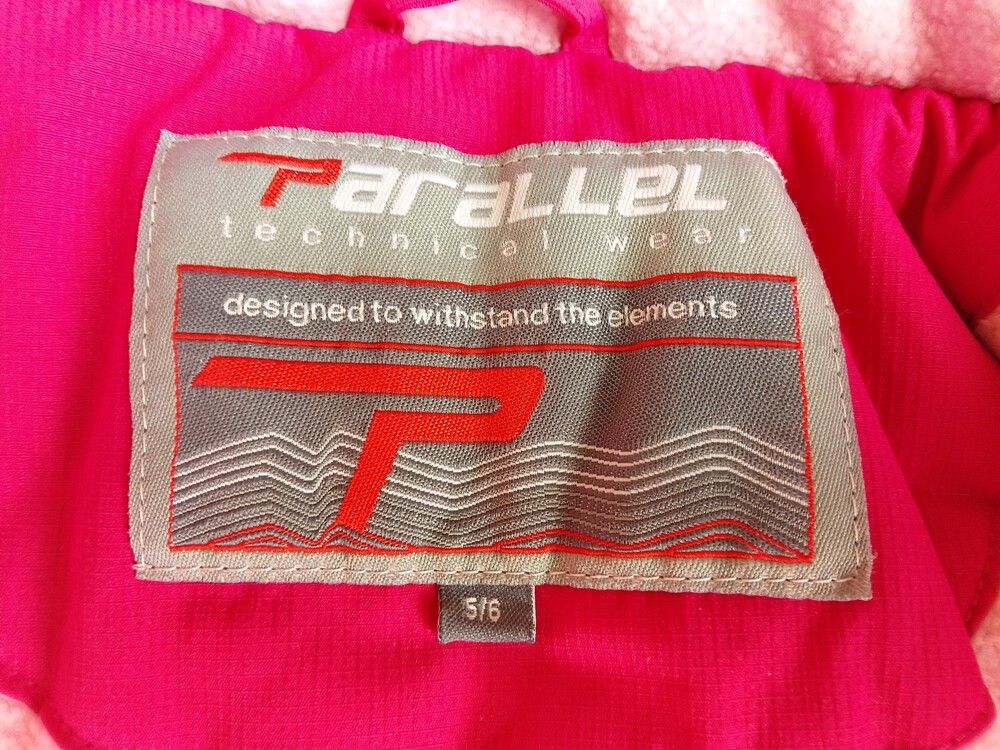 Parallel
technical wear
designed to withstand the elements
P
5/6